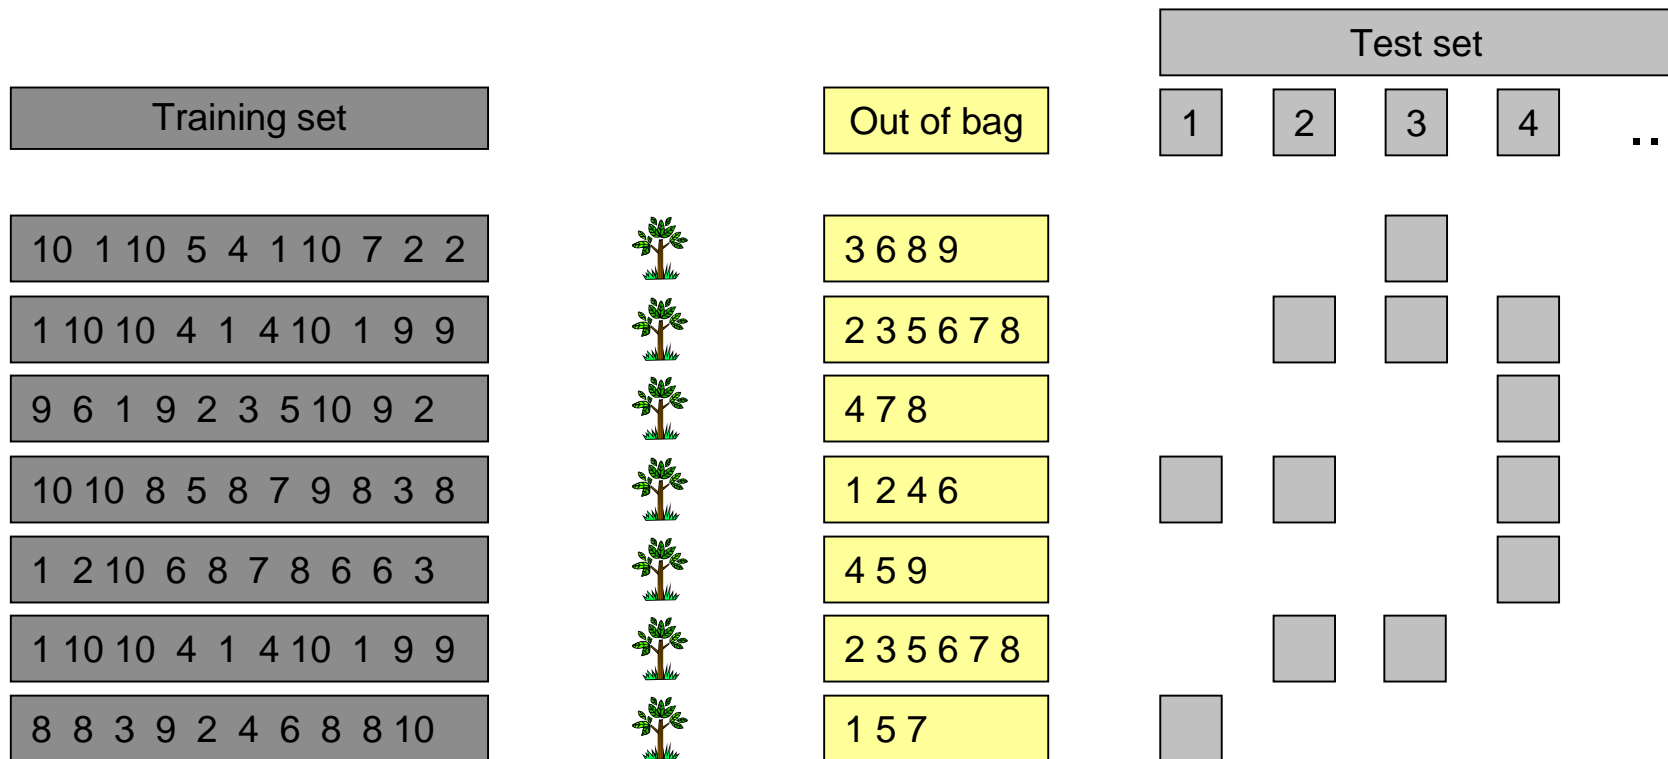 Test set
Training set Out of bag 1 2 3 4 ..
10 1 10 5 4 1 10 7 2 2 3 6 8 9
1 10 10 4 1 4 10 1 9 9 2 3 5 6 7 8
9 6 1 9 2 3 5 10 9 2 4 7 8
10 10 8 5 8 7 9 8 3 8 1 2 4 6
1 2 10 6 8 7 8 6 6 3 4 5 9
1 10 10 4 1 4 10 1 9 9 2 3 5 6 7 8
8 8 3 9 2 4 6 8 8 10 1 5 7